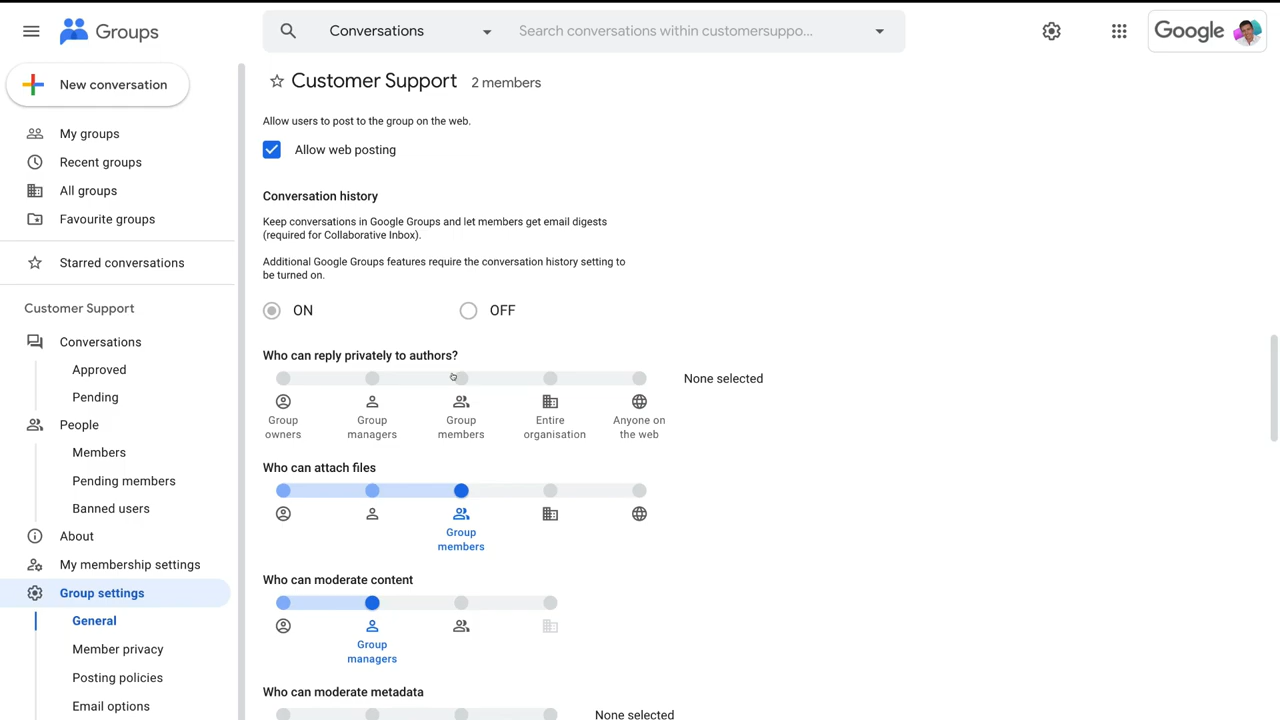 Groups
Conversations
Search conversations within customersuppo...
Google
New conversation
My groups
Recent groups
All groups
Favourite groups
Starred conversations
Customer Support
Conversations
Approved
Pending
People
Members
Pending members
Banned users
About
My membership settings
Group settings
General
Member privacy
Posting policies
Email options
Customer Support 2 members
Allow users to post to the group on the web.
Allow web posting
Conversation history
Keep conversations in Google Groups and let members get email digests
(required for Collaborative Inbox).
Additional Google Groups features require the conversation history setting to
be turned on.
ON
OFF
Who can reply privately to authors?
None selected
Group
owners
Group
managers
Group
members
Entire
organisation
Anyone on
the web
Who can attach files
Group
members
Who can moderate content
Group
managers
Who can moderate metadata
None selected